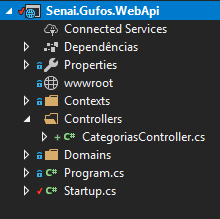 Senai.Gufos.WebApi
Connected Services
Dependências
Properties
wwwroot
Contexts
Controllers
C# CategoriasController.cs
Domains
C# Program.cs
C# Startup.cs